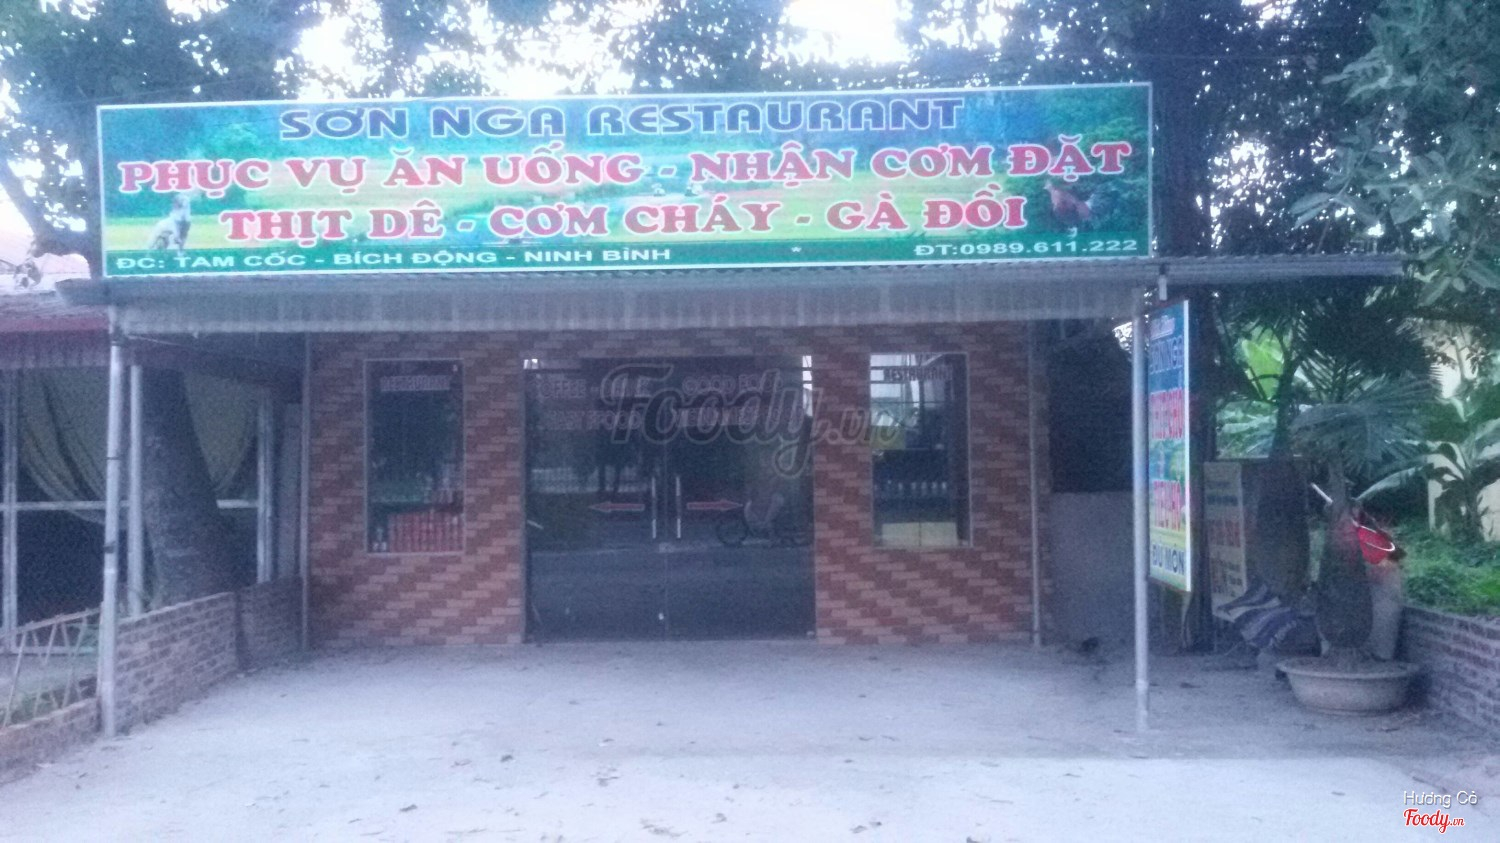 SƠN NGA RESTAURANT
PHỤC VỤ ĂN UỐNG - NHẬN CƠM ĐẶT
THỊT DÊ - CƠM CHÁY - GÀ ĐỒI
ĐC: TAM CỐC - BÍCH ĐỘNG - NINH BÌNH * ĐT:0989.611.222
RESTAURANT
Foody.vn
Hương Cỏ
Foody.vn